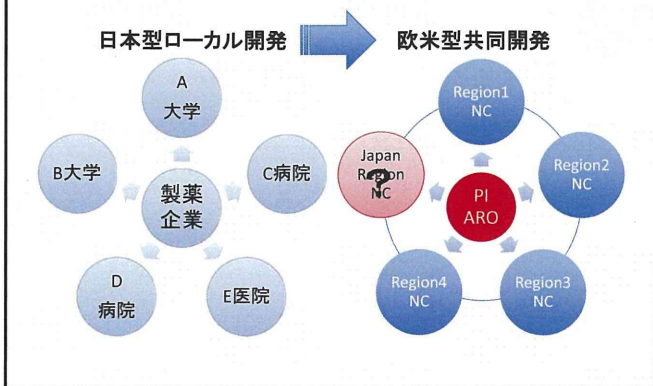 日本型ローカル開発
欧米型共同開発
A
大学
B大学
C病院
製薬
企業
D
病院
E医院
Region1
NC
Japan
Region
NC
?
Region2
NC
PI
ARO
Region4
NC
Region3
NC